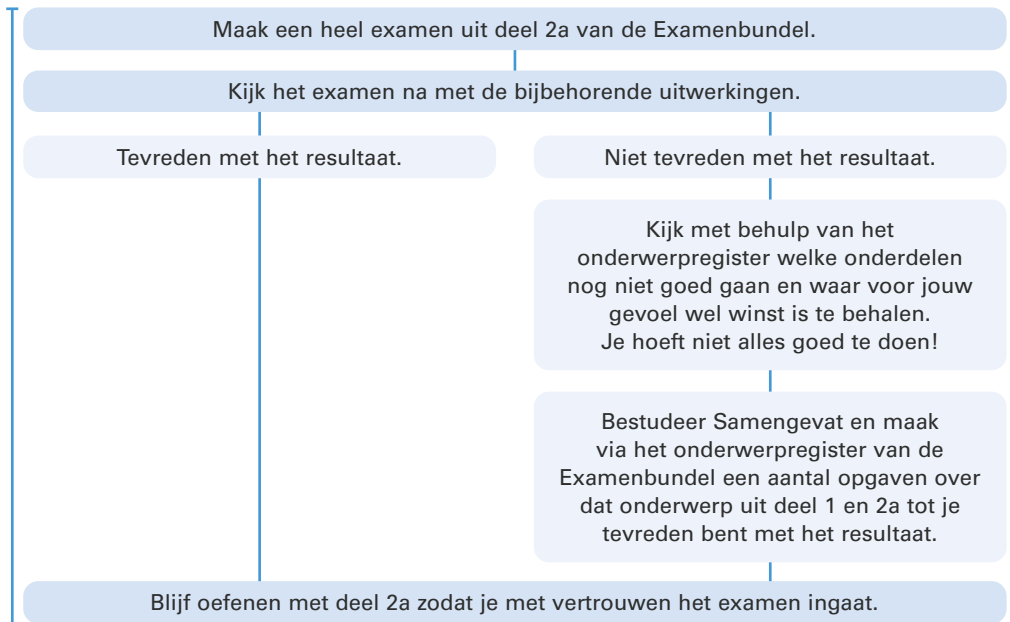 Maak een heel examen uit deel 2a van de Examenbundel.
Kijk het examen na met de bijbehorende uitwerkingen.
Tevreden met het resultaat.
Niet tevreden met het resultaat.
Kijk met behulp van het
onderwerpregister welke onderdelen
nog niet goed gaan en waar voor jouw
gevoel wel winst is te behalen.
Je hoeft niet alles goed te doen!
Bestudeer Samengevat en maak
via het onderwerpregister van de
Examenbundel een aantal opgaven over
dat onderwerp uit deel 1 en 2a tot je
tevreden bent met het resultaat.
Blijf oefenen met deel 2a zodat je met vertrouwen het examen ingaat.